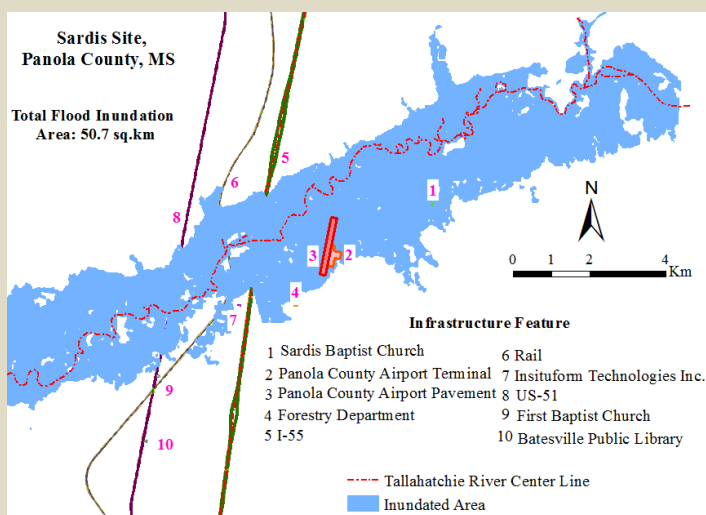 Sardis Site,
Panola County, MS
Total Flood Inundation
Area: 50.7 sq.km
5
6
1
8
N
3
2
0 1 2 4
Km
4
7
Infrastructure Feature
1 Sardis Baptist Church
2 Panola County Airport Terminal
3 Panola County Airport Pavement
4 Forestry Department
5 I-55
6 Rail
7 Insituform Technologies Inc.
8 US-51
9 First Baptist Church
10 Batesville Public Library
9
10
Tallahatchie River Center Line
Inundated Area